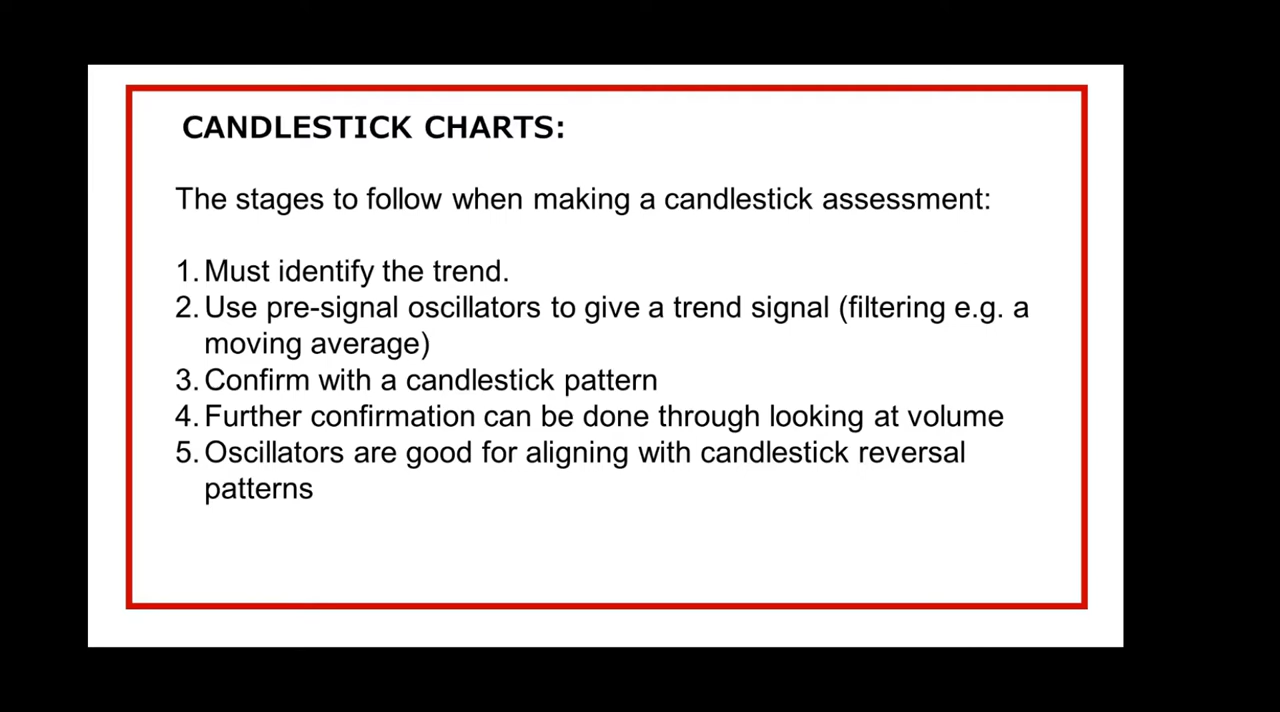 CANDLESTICK CHARTS:
The stages to follow when making a candlestick assessment:
1. Must identify the trend.
2. Use pre-signal oscillators to give a trend signal (filtering e.g. a
moving average)
3. Confirm with a candlestick pattern
4. Further confirmation can be done through looking at volume
5. Oscillators are good for aligning with candlestick reversal
patterns